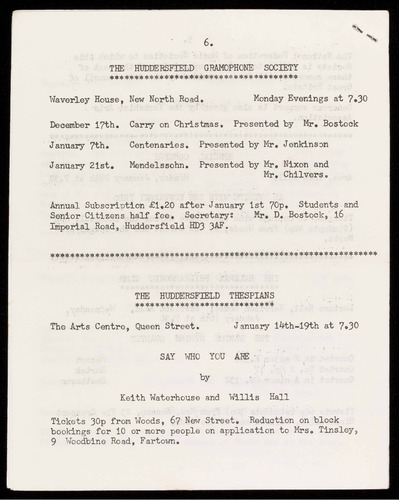 6.
THE HUDDERSFIELD GRAMOPHONE SOCIETY
***********************************
Waverley House, New North Road. Monday Evenings at 7.30
December 17th. Carry on Christmas. Presented by Mr. Bostock
January 7th. Centenaries. Presented by Mr. Jenkinson
January 21st. Mendelssohn. Presented by Mr. Nixon and
Mr. Chilvers.
Annual Subscription £1.20 after January 1st 70p. Students and
Senior Citizens half fee. Secretary: Mr. D. Bostock, 16
Imperial Road, Huddersfield HD3 3AF.
************************************************************
THE HUDDERSFIELD THESPIANS
**************************
The Arts Centre, Queen Street. January 14th-19th at 7.30
SAY WHO YOU ARE
by
Keith Waterhouse and Willis Hall
Tickets 30p from Woods, 67 New Street. Reduction on block
bookings for 10 or more people on application to Mrs. Tinsley,
9 Woodbine Road, Fartown.